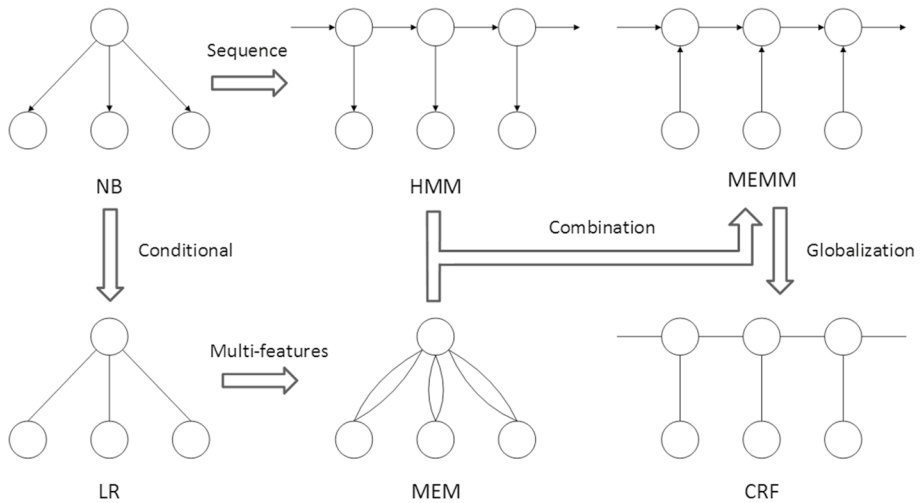 Sequence
NB
HMM
MEMM
Conditional
Combination
Globalization
Multi-features
LR
MEM
CRF